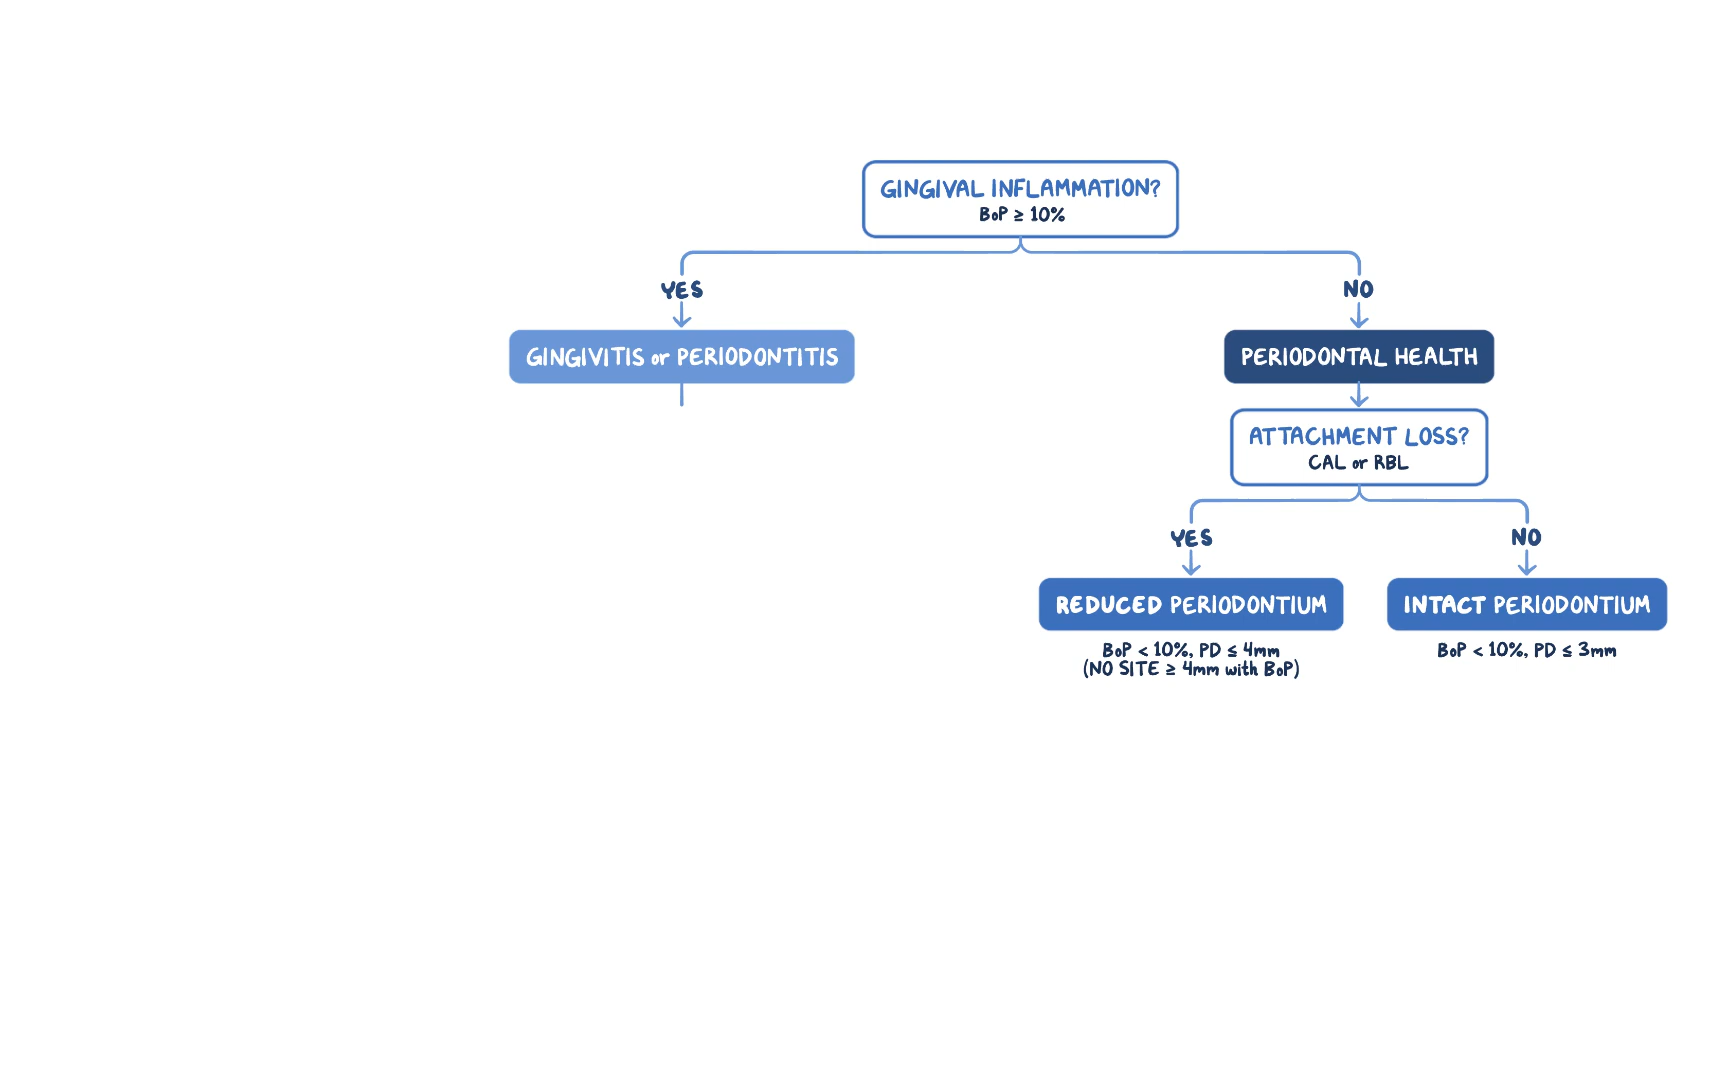 GINGIVAL INFLAMMATION?
BoP ≥ 10%
YES
NO
GINGIVITIS or PERIODONTITIS
PERIODONTAL HEALTH
ATTACHMENT LOSS?
CAL or RBL
YES
NO
REDUCED PERIODONTIUM
INTACT PERIODONTIUM
BoP < 10%, PD ≤ 4mm
(NO SITE ≥ 4mm with BoP)
BoP < 10%, PD ≤ 3mm